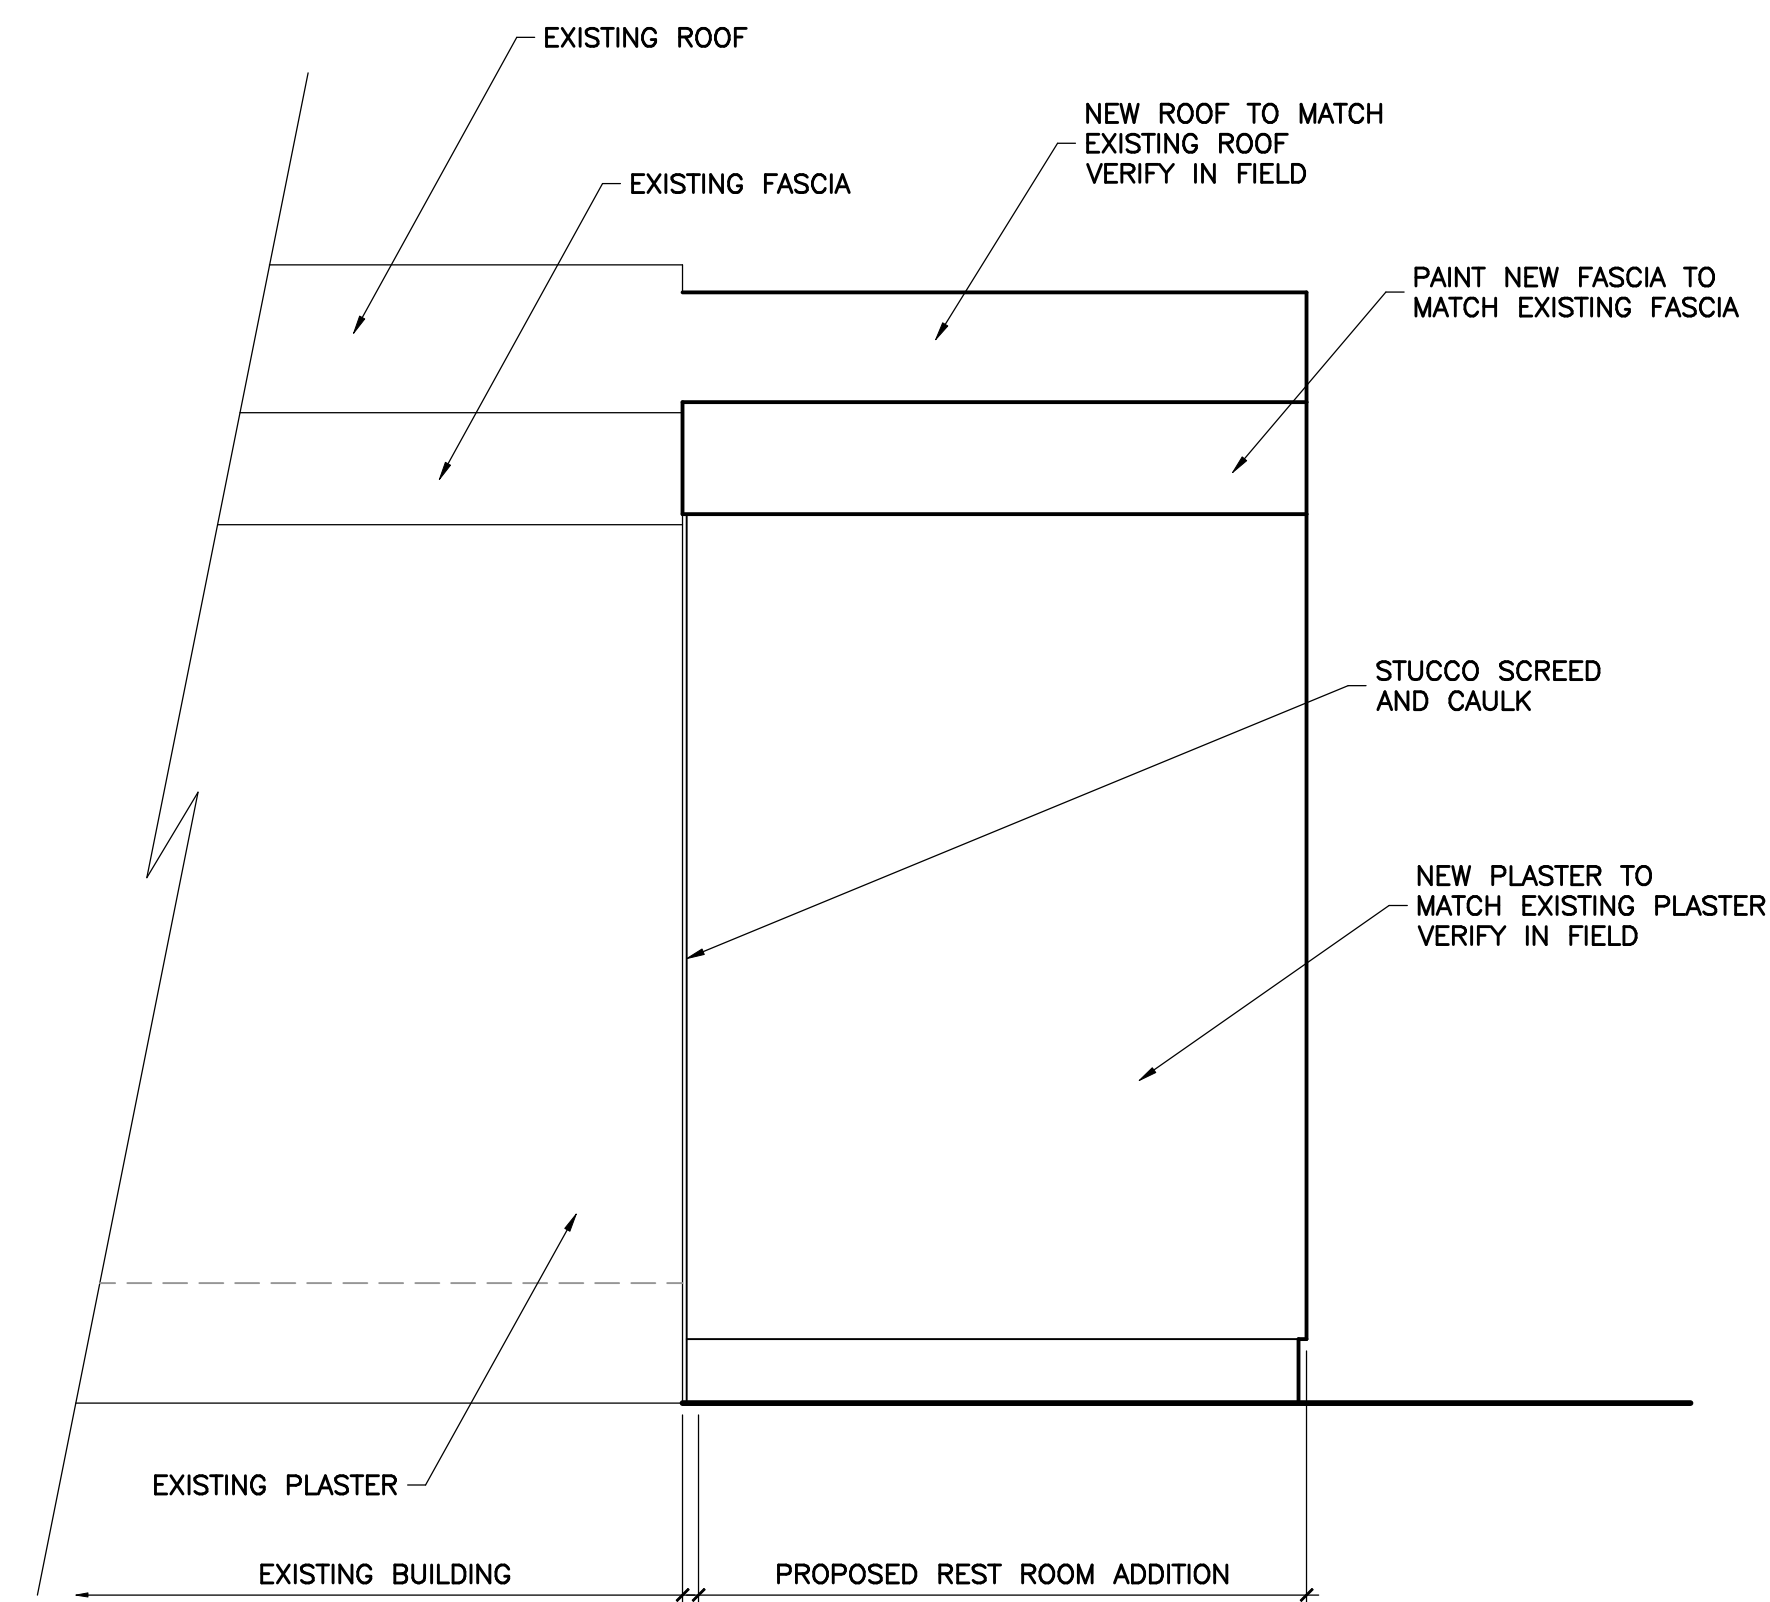 EXISTING ROOF
NEW ROOF TO MATCH
EXISTING ROOF
VERIFY IN FIELD
EXISTING FASCIA
PAINT NEW FASCIA TO
MATCH EXISTING FASCIA
STUCCO SCREED
AND CAULK
NEW PLASTER TO
MATCH EXISTING PLASTER
VERIFY IN FIELD
EXISTING PLASTER
EXISTING BUILDING
PROPOSED REST ROOM ADDITION